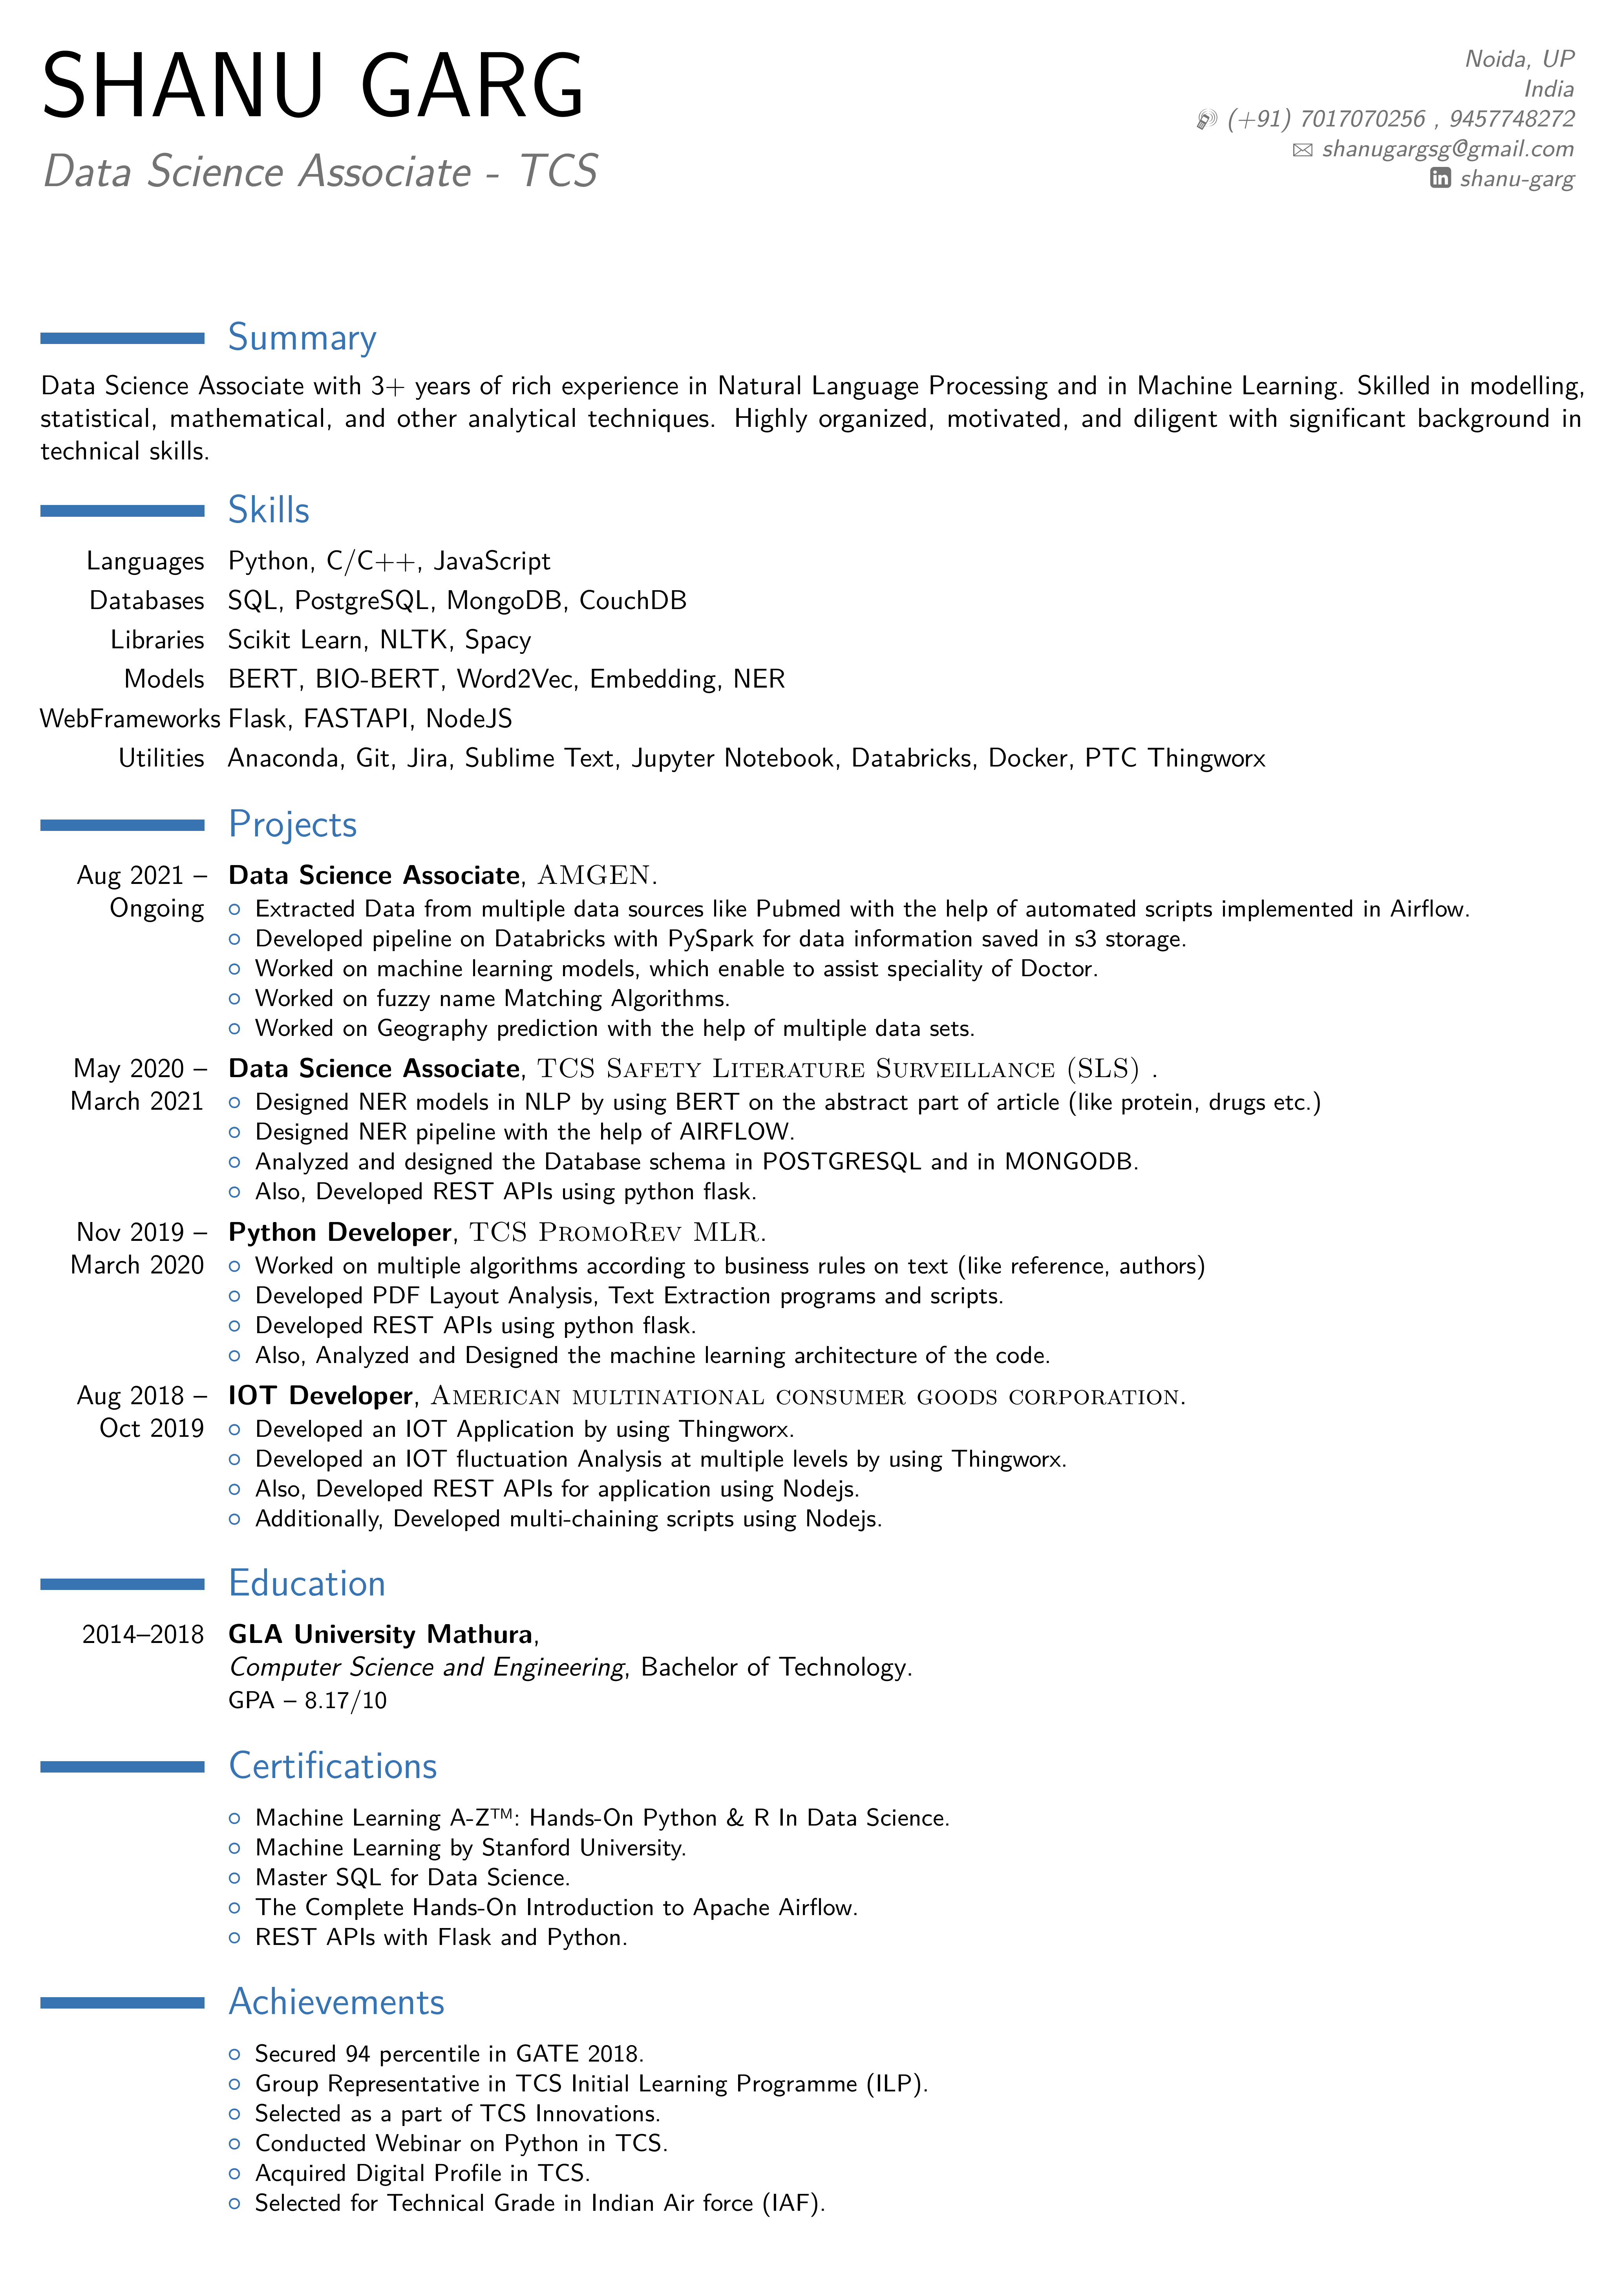 SHANU GARG
Data Science Associate - TCS
Noida, UP
India
(+91) 7017070256 , 9457748272
shanugargsg@gmail.com
in shanu-garg
Summary
Data Science Associate with 3+ years of rich experience in Natural Language Processing and in Machine Learning. Skilled in modelling,
statistical, mathematical, and other analytical techniques. Highly organized, motivated, and diligent with significant background in
technical skills.
Skills
Languages Python, C/C++, JavaScript
Databases SQL, PostgreSQL, MongoDB, CouchDB
Libraries Scikit Learn, NLTK, Spacy
Models BERT, BIO-BERT, Word2Vec, Embedding, NER
WebFrameworks Flask, FASTAPI, NodeJS
Utilities Anaconda, Git, Jira, Sublime Text, Jupyter Notebook, Databricks, Docker, PTC Thingworx
Projects
Aug 2021 – Data Science Associate, AMGEN.
Ongoing ○ Extracted Data from multiple data sources like Pubmed with the help of automated scripts implemented in Airflow.
○ Developed pipeline on Databricks with PySpark for data information saved in s3 storage.
○ Worked on machine learning models, which enable to assist speciality of Doctor.
○ Worked on fuzzy name Matching Algorithms.
○ Worked on Geography prediction with the help of multiple data sets.
May 2020 – Data Science Associate, TCS Safety Literature Surveillance (SLS) .
March 2021 ○ Designed NER models in NLP by using BERT on the abstract part of article (like protein, drugs etc.)
○ Designed NER pipeline with the help of AIRFLOW.
○ Analyzed and designed the Database schema in POSTGRESQL and in MONGODB.
○ Also, Developed REST APIs using python flask.
Nov 2019 – Python Developer, TCS PromoRev MLR.
March 2020 ○ Worked on multiple algorithms according to business rules on text (like reference, authors)
○ Developed PDF Layout Analysis, Text Extraction programs and scripts.
○ Developed REST APIs using python flask.
○ Also, Analyzed and Designed the machine learning architecture of the code.
Aug 2018 – IOT Developer, American multinational consumer goods corporation.
Oct 2019 ○ Developed an IOT Application by using Thingworx.
○ Developed an IOT fluctuation Analysis at multiple levels by using Thingworx.
○ Also, Developed REST APIs for application using Nodejs.
○ Additionally, Developed multi-chaining scripts using Nodejs.
Education
2014–2018 GLA University Mathura,
Computer Science and Engineering, Bachelor of Technology.
GPA – 8.17/10
Certifications
○ Machine Learning A-Z™: Hands-On Python & R In Data Science.
○ Machine Learning by Stanford University.
○ Master SQL for Data Science.
○ The Complete Hands-On Introduction to Apache Airflow.
○ REST APIs with Flask and Python.
Achievements
○ Secured 94 percentile in GATE 2018.
○ Group Representative in TCS Initial Learning Programme (ILP).
○ Selected as a part of TCS Innovations.
○ Conducted Webinar on Python in TCS.
○ Acquired Digital Profile in TCS.
○ Selected for Technical Grade in Indian Air force (IAF).